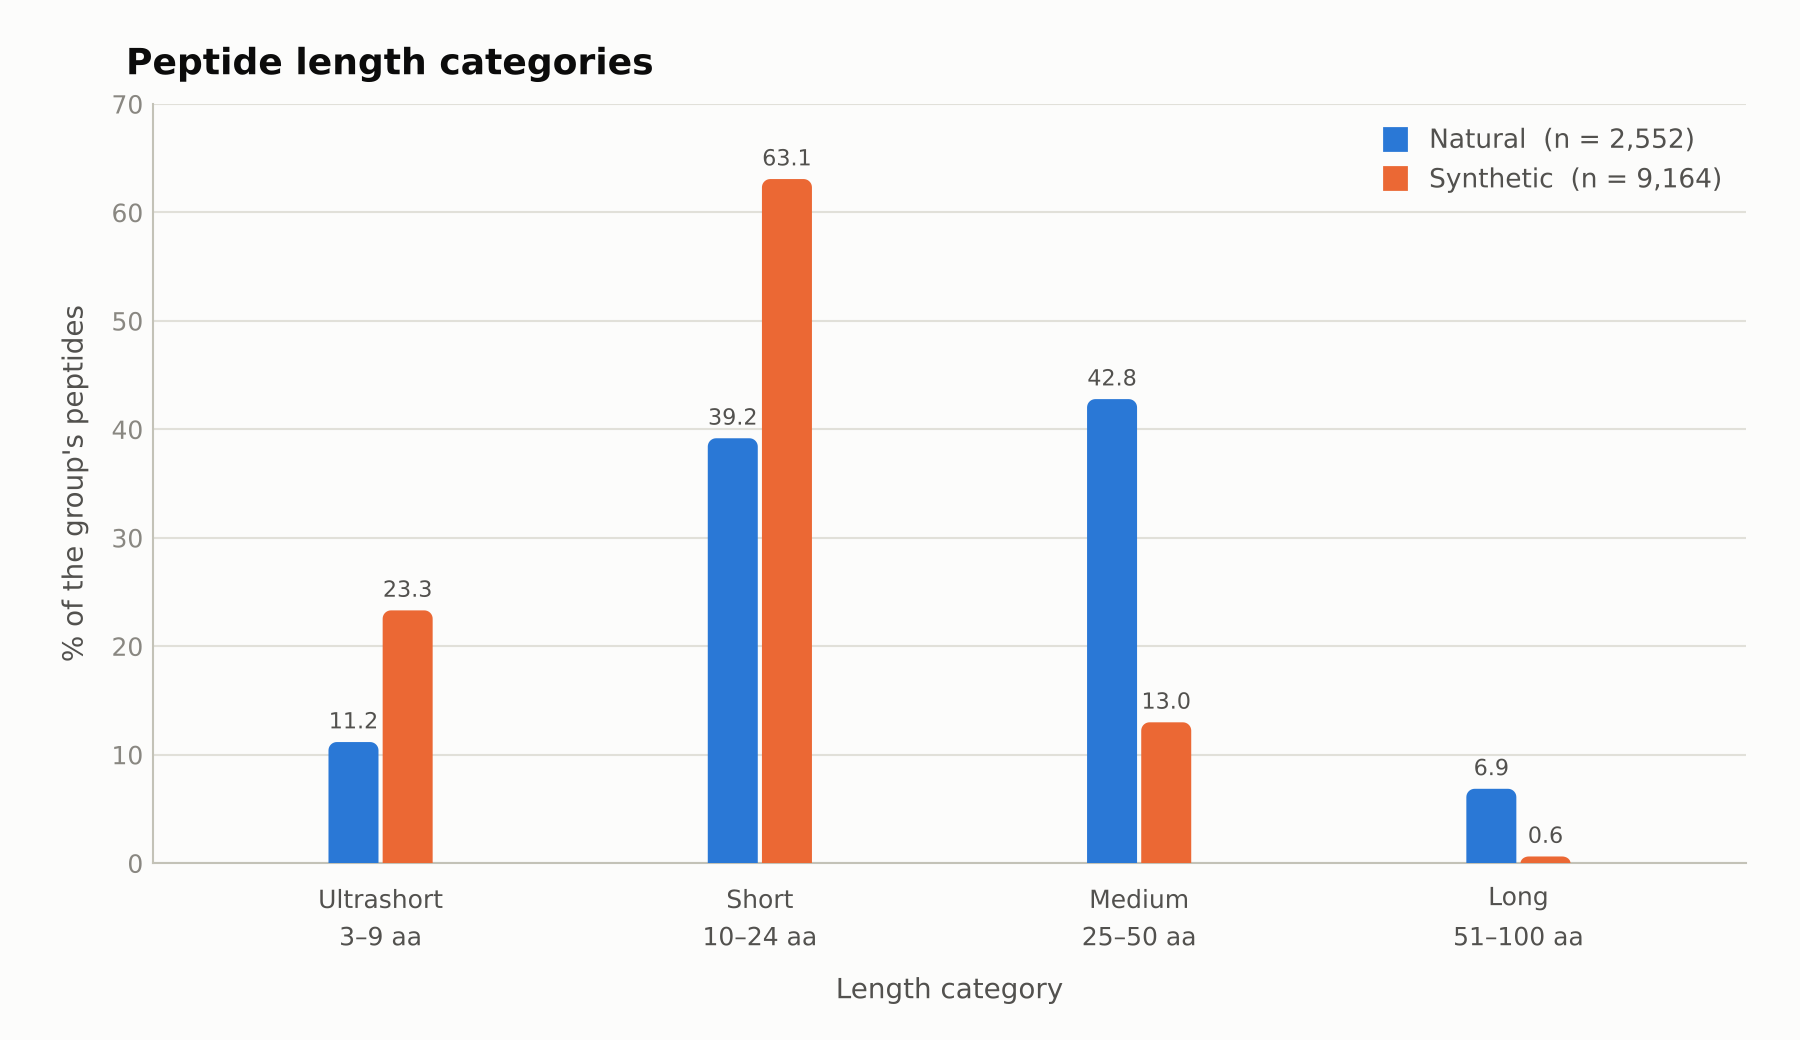 Peptide length categories
70
60
50
40
30
20
10
0
% of the group's peptides
Natural (n = 2,552)
Synthetic (n = 9,164)
11.2
23.3
39.2
63.1
42.8
13.0
6.9
0.6
Ultrashort
3–9 aa
Short
10–24 aa
Medium
25–50 aa
Long
51–100 aa
Length category